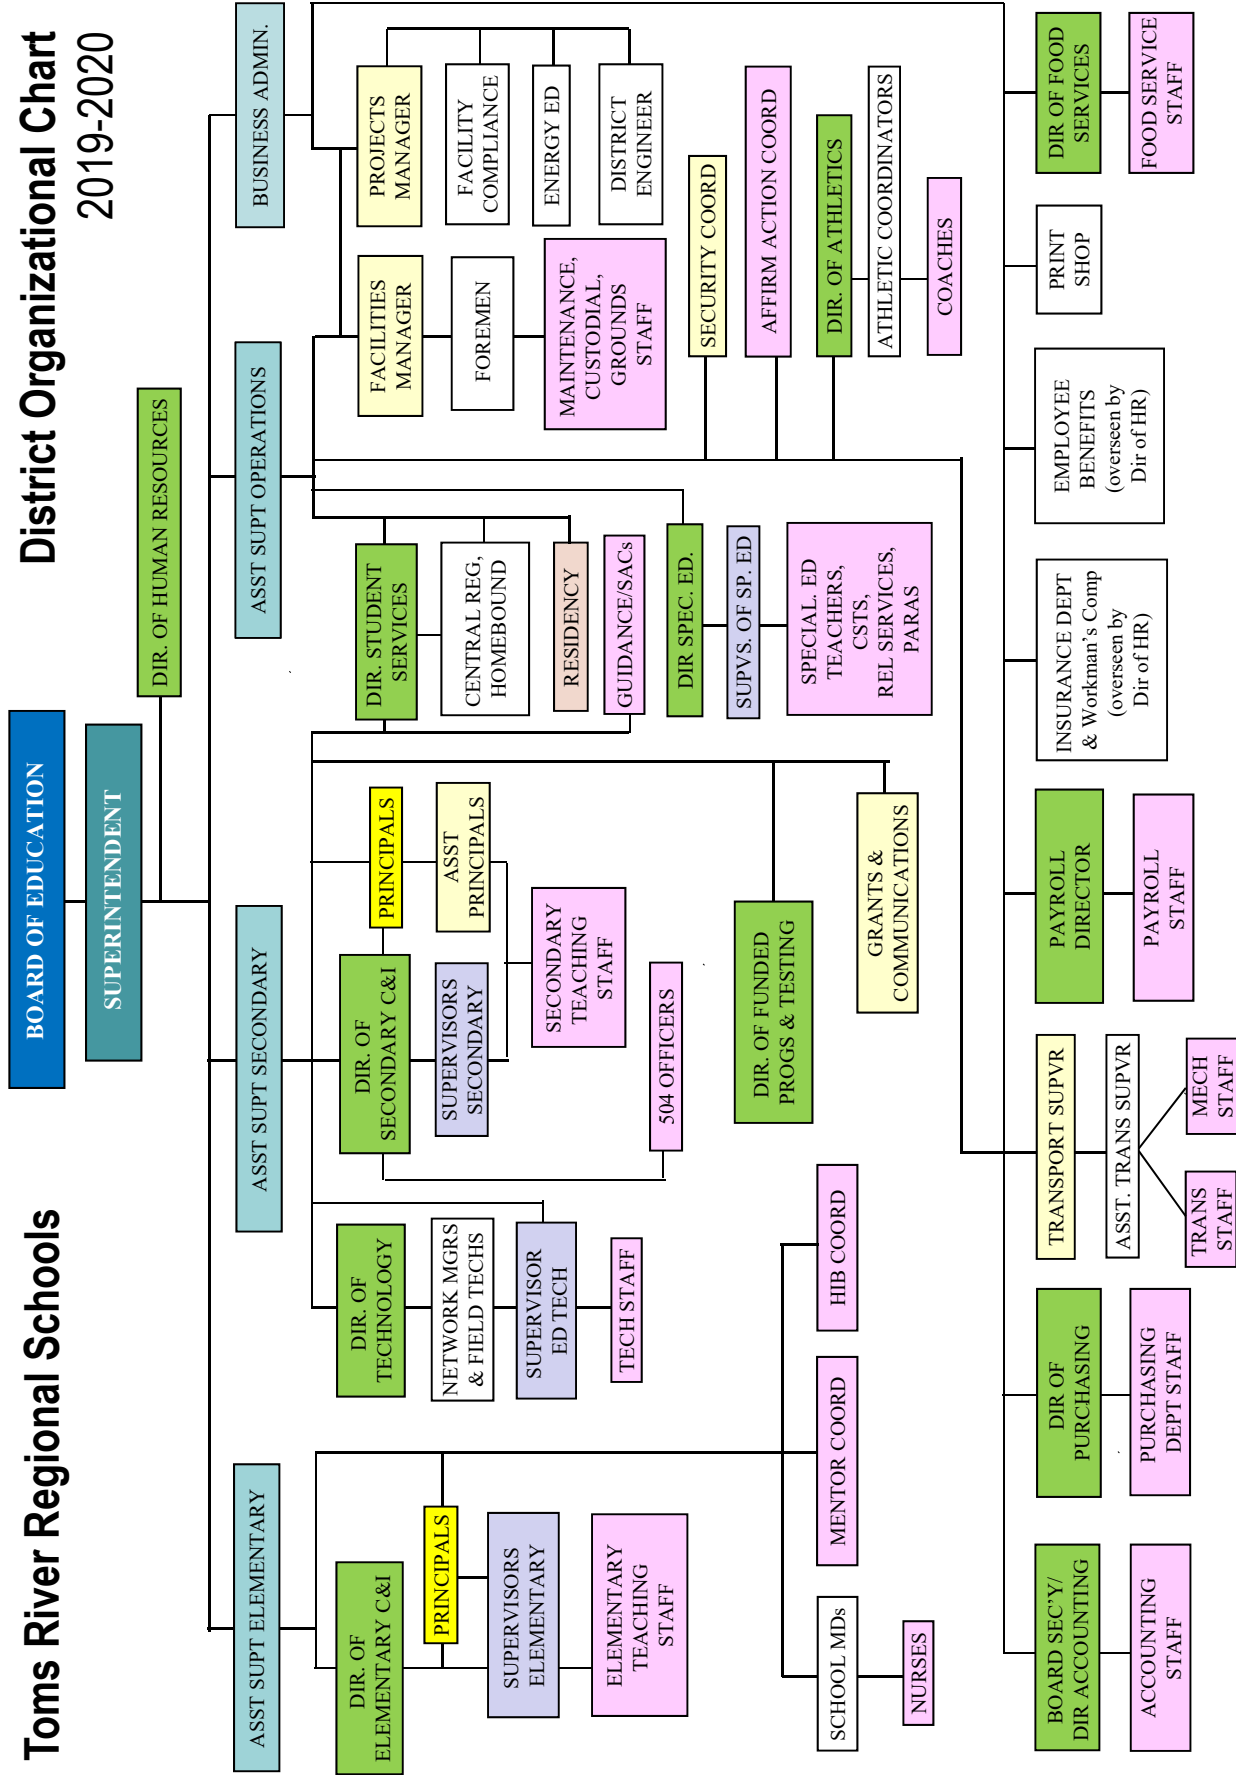 Toms River Regional Schools
District Organizational Chart
2019-2020
BOARD OF EDUCATION
SUPERINTENDENT
DIR. OF HUMAN RESOURCES
ASST SUPT ELEMENTARY
ASST SUPT SECONDARY
ASST SUPT OPERATIONS
BUSINESS ADMIN.
DIR. OF
ELEMENTARY C&I
PRINCIPALS
SUPERVISORS
ELEMENTARY
ELEMENTARY
TEACHING
STAFF
DIR. OF
TECHNOLOGY
NETWORK MGRS
& FIELD TECHS
SUPERVISOR
ED TECH
TECH STAFF
DIR. OF
SECONDARY C&I
PRINCIPALS
SUPERVISORS
SECONDARY
ASST
PRINCIPALS
SECONDARY
TEACHING
STAFF
504 OFFICERS
DIR. OF FUNDED
PROGS & TESTING
GRANTS &
COMMUNICATIONS
DIR. STUDENT
SERVICES
CENTRAL REG,
HOMEBOUND
RESIDENCY
GUIDANCE/SACs
DIR SPEC. ED.
SUPVS. OF SP. ED
SPECIAL. ED
TEACHERS,
CSTS,
REL SERVICES,
PARAS
FACILITIES
MANAGER
FOREMEN
MAINTENANCE,
CUSTODIAL,
GROUNDS
STAFF
PROJECTS
MANAGER
FACILITY
COMPLIANCE
ENERGY ED
DISTRICT
ENGINEER
SECURITY COORD
AFFIRM ACTION COORD
DIR. OF ATHLETICS
ATHLETIC COORDINATORS
COACHES
SCHOOL MDs
NURSES
MENTOR COORD
HIB COORD
BOARD SEC'Y/
DIR ACCOUNTING
ACCOUNTING
STAFF
DIR OF
PURCHASING
PURCHASING
DEPT STAFF
TRANSPORT SUPVR
ASST. TRANS SUPVR
TRANS
STAFF
MECH
STAFF
PAYROLL
DIRECTOR
PAYROLL
STAFF
INSURANCE DEPT
& Workman's Comp
(overseen by
Dir of HR)
EMPLOYEE
BENEFITS
(overseen by
Dir of HR)
PRINT
SHOP
DIR OF FOOD
SERVICES
FOOD SERVICE
STAFF